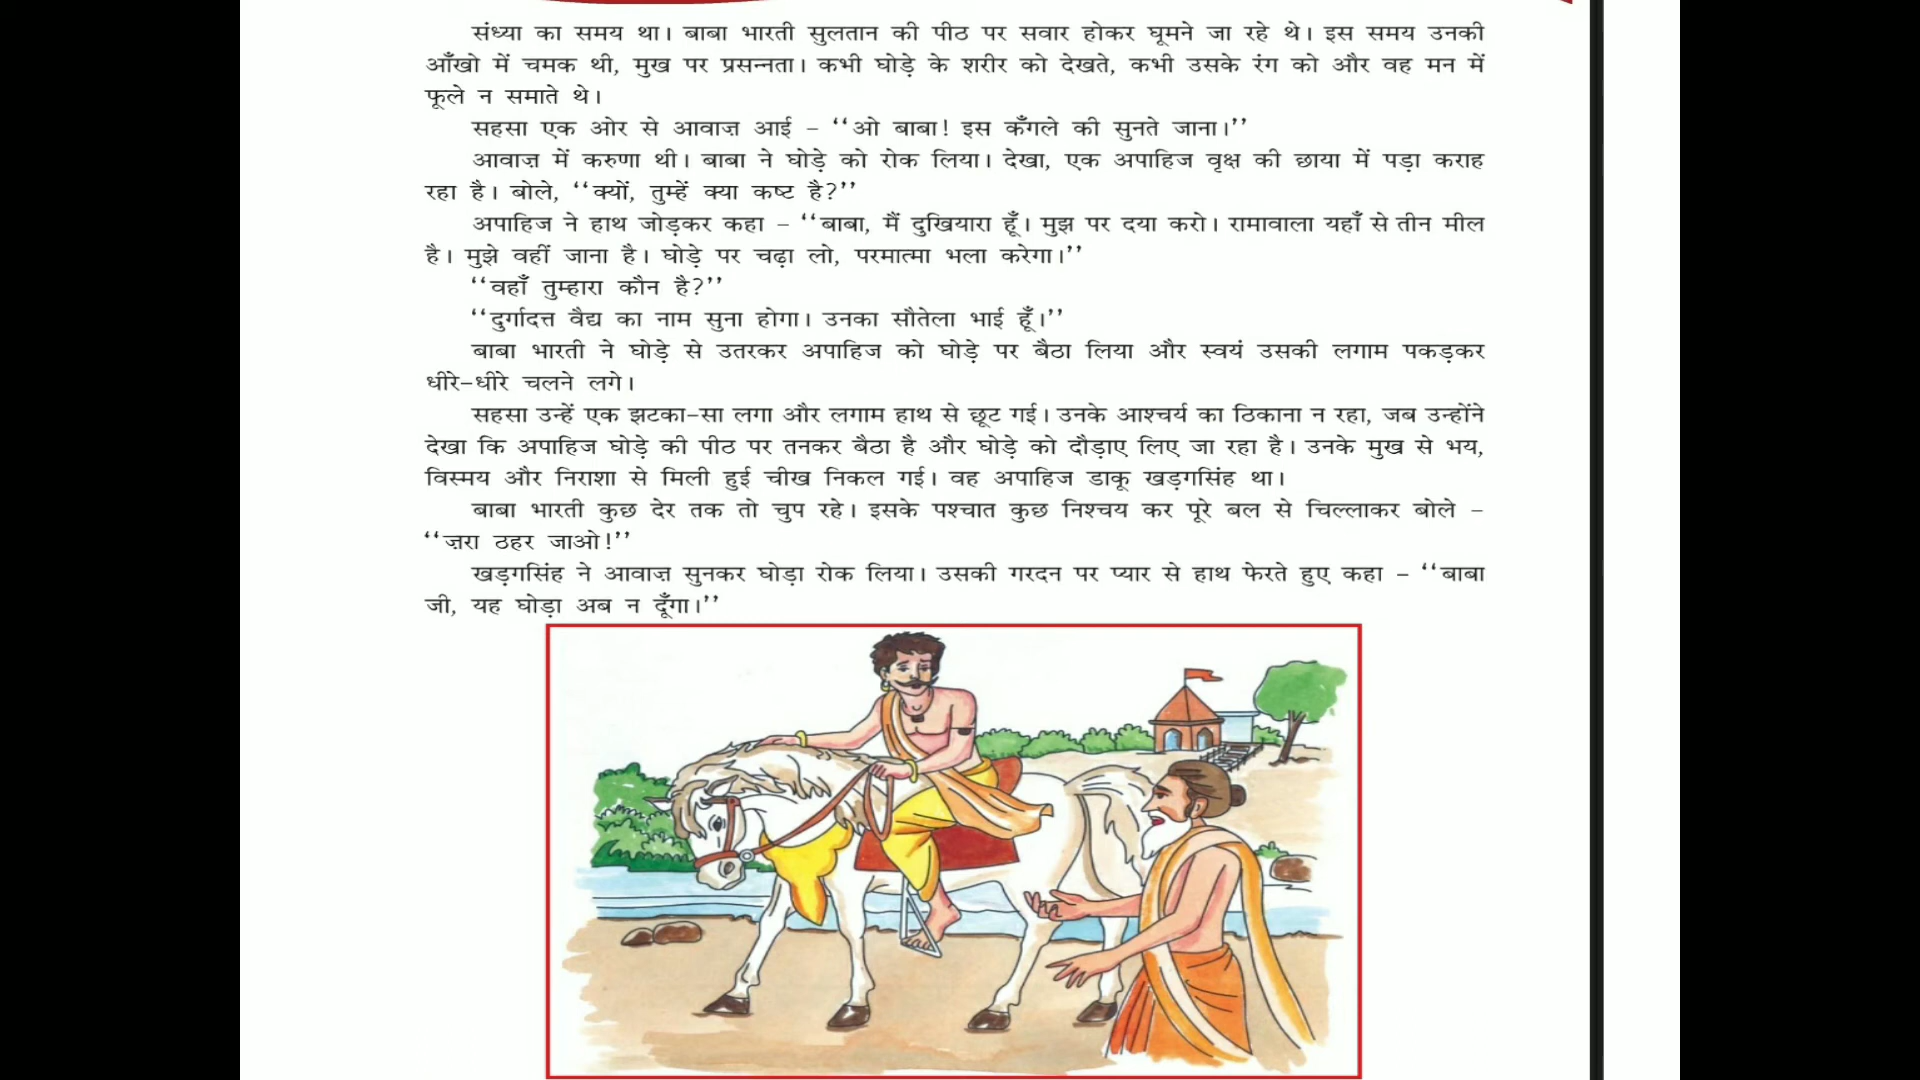 संध्या का समय था। बाबा भारती सुलतान की पीठ पर सवार होकर घूमने जा रहे थे। इस समय उनकी
आँखो में चमक थी, मुख पर प्रसन्नता। कभी घोड़े के शरीर को देखते, कभी उसके रंग को और वह मन में
फूले न समाते थे।
सहसा एक ओर से आवाज़ आई – ‘‘ओ बाबा! इस कँगले की सुनते जाना।’’
आवाज़ में करुणा थी। बाबा ने घोड़े को रोक लिया। देखा, एक अपाहिज वृक्ष की छाया में पड़ा कराह
रहा है। बोले, ‘‘क्यों, तुम्हें क्या कष्ट है?’’
अपाहिज ने हाथ जोड़कर कहा – ‘‘बाबा, मैं दुखियारा हूँ। मुझ पर दया करो। रामावाला यहाँ से तीन मील
है। मुझे वहीं जाना है। घोड़े पर चढ़ा लो, परमात्मा भला करेगा।’’
‘‘वहाँ तुम्हारा कौन है?’’
‘‘दुर्गादत्त वैद्य का नाम सुना होगा। उनका सौतेला भाई हूँ।’’
बाबा भारती ने घोड़े से उतरकर अपाहिज को घोड़े पर बैठा लिया और स्वयं उसकी लगाम पकड़कर
धीरे–धीरे चलने लगे।
सहसा उन्हें एक झटका–सा लगा और लगाम हाथ से छूट गई। उनके आश्चर्य का ठिकाना न रहा, जब उन्होंने
देखा कि अपाहिज घोड़े की पीठ पर तनकर बैठा है और घोड़े को दौड़ाए लिए जा रहा है। उनके मुख से भय,
विस्मय और निराशा से मिली हुई चीख निकल गई। वह अपाहिज डाकू खड़गसिंह था।
बाबा भारती कुछ देर तक तो चुप रहे। इसके पश्चात कुछ निश्चय कर पूरे बल से चिल्लाकर बोले –
‘‘ज़रा ठहर जाओ!’’
खड़गसिंह ने आवाज़ सुनकर घोड़ा रोक लिया। उसकी गरदन पर प्यार से हाथ फेरते हुए कहा – ‘‘बाबा
जी, यह घोड़ा अब न दूँगा।’’